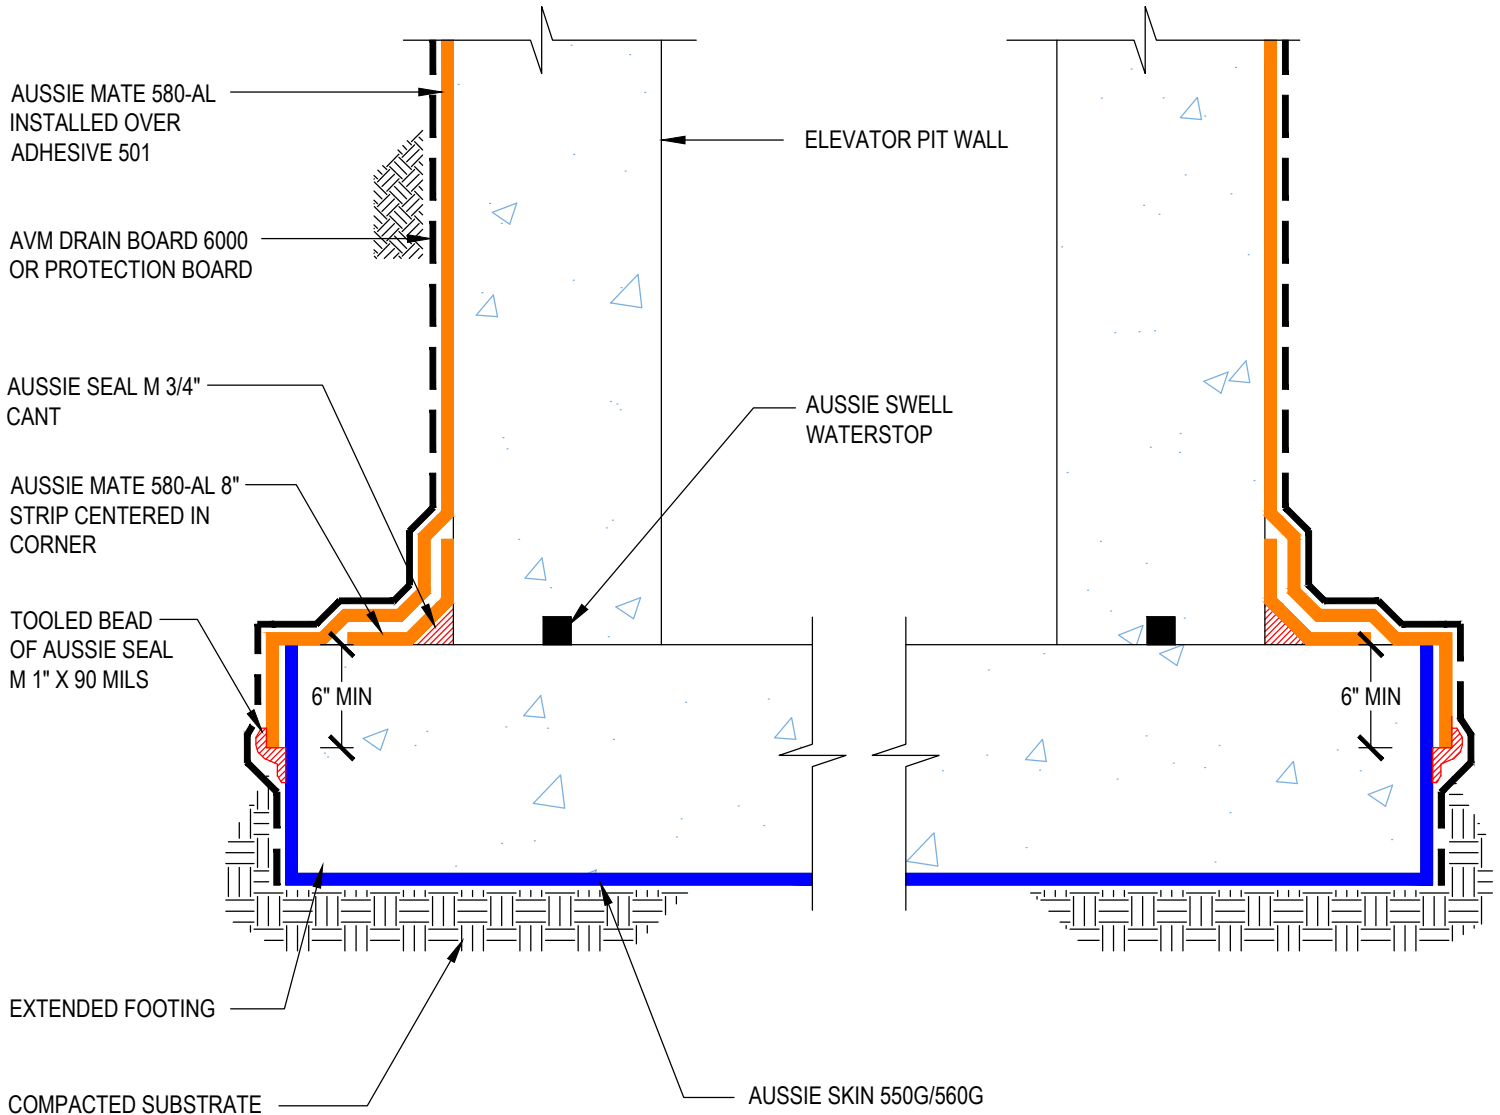 AUSSIE MATE 580-AL
INSTALLED OVER
ADHESIVE 501
ELEVATOR PIT WALL
AVM DRAIN BOARD 6000
OR PROTECTION BOARD
AUSSIE SEAL M 3/4"
CANT
AUSSIE SWELL
WATERSTOP
AUSSIE MATE 580-AL 8"
STRIP CENTERED IN
CORNER
TOOLED BEAD
OF AUSSIE SEAL
M 1" X 90 MILS
6" MIN
6" MIN
EXTENDED FOOTING
COMPACTED SUBSTRATE
AUSSIE SKIN 550G/560G